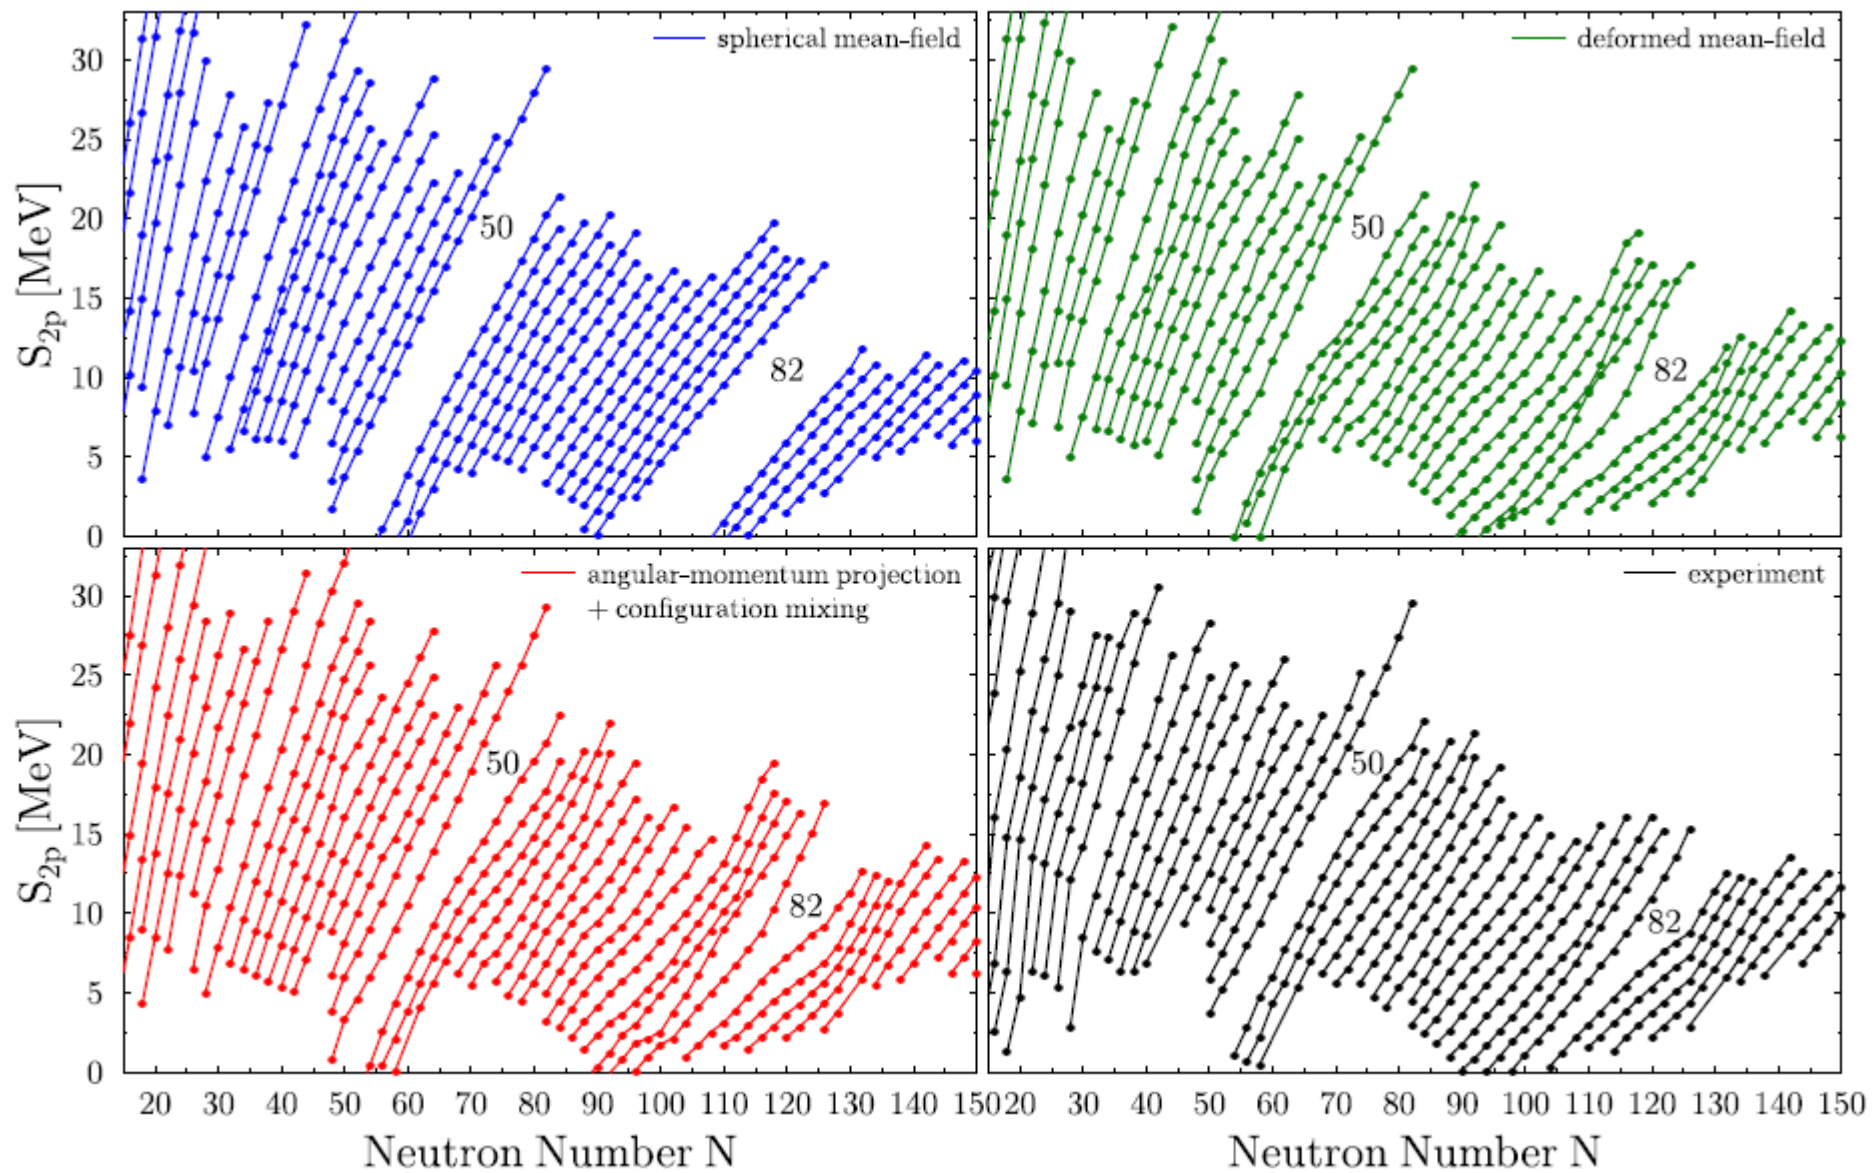 spherical mean-field
30
25
20
15
10
5
0
S2p [MeV]
50
82
deformed mean-field
50
82
angular-momentum projection
+ configuration mixing
30
25
20
15
10
5
0
S2p [MeV]
50
82
20 30 40 50 60 70 80 90 100 110 120 130 140 150
Neutron Number N
experiment
50
82
20 30 40 50 60 70 80 90 100 110 120 130 140 150
Neutron Number N